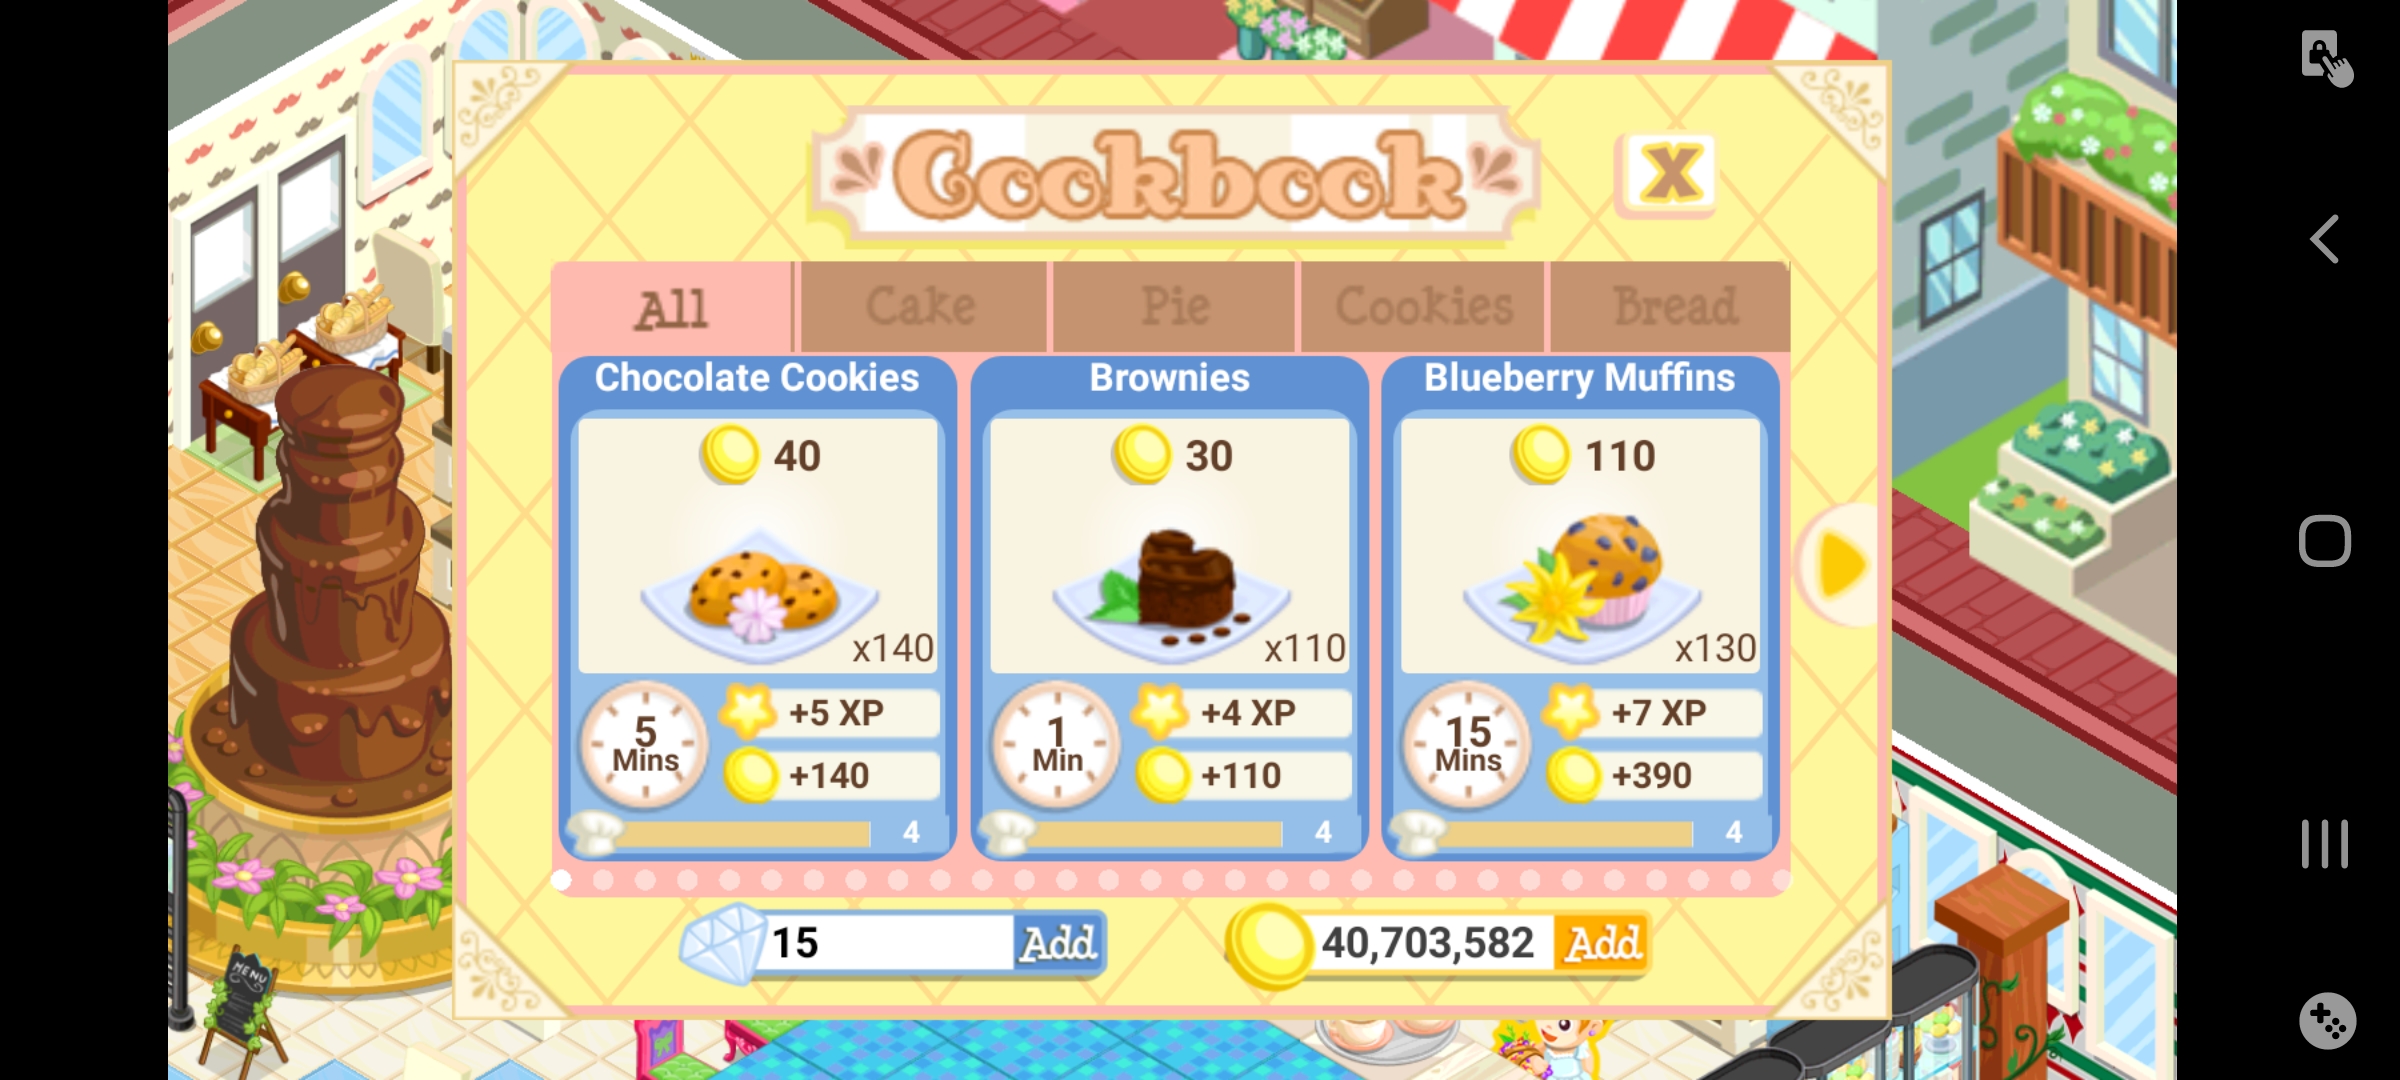 Cookbook
X
All
Cake
Pie
Cookies
Bread
Chocolate Cookies
40
x140
5
Mins
+5 XP
+140
4
Brownies
30
x110
1
Min
+4 XP
+110
4
Blueberry Muffins
110
x130
15
Mins
+7 XP
+390
4
15
Add
40,703,582
Add
MENU